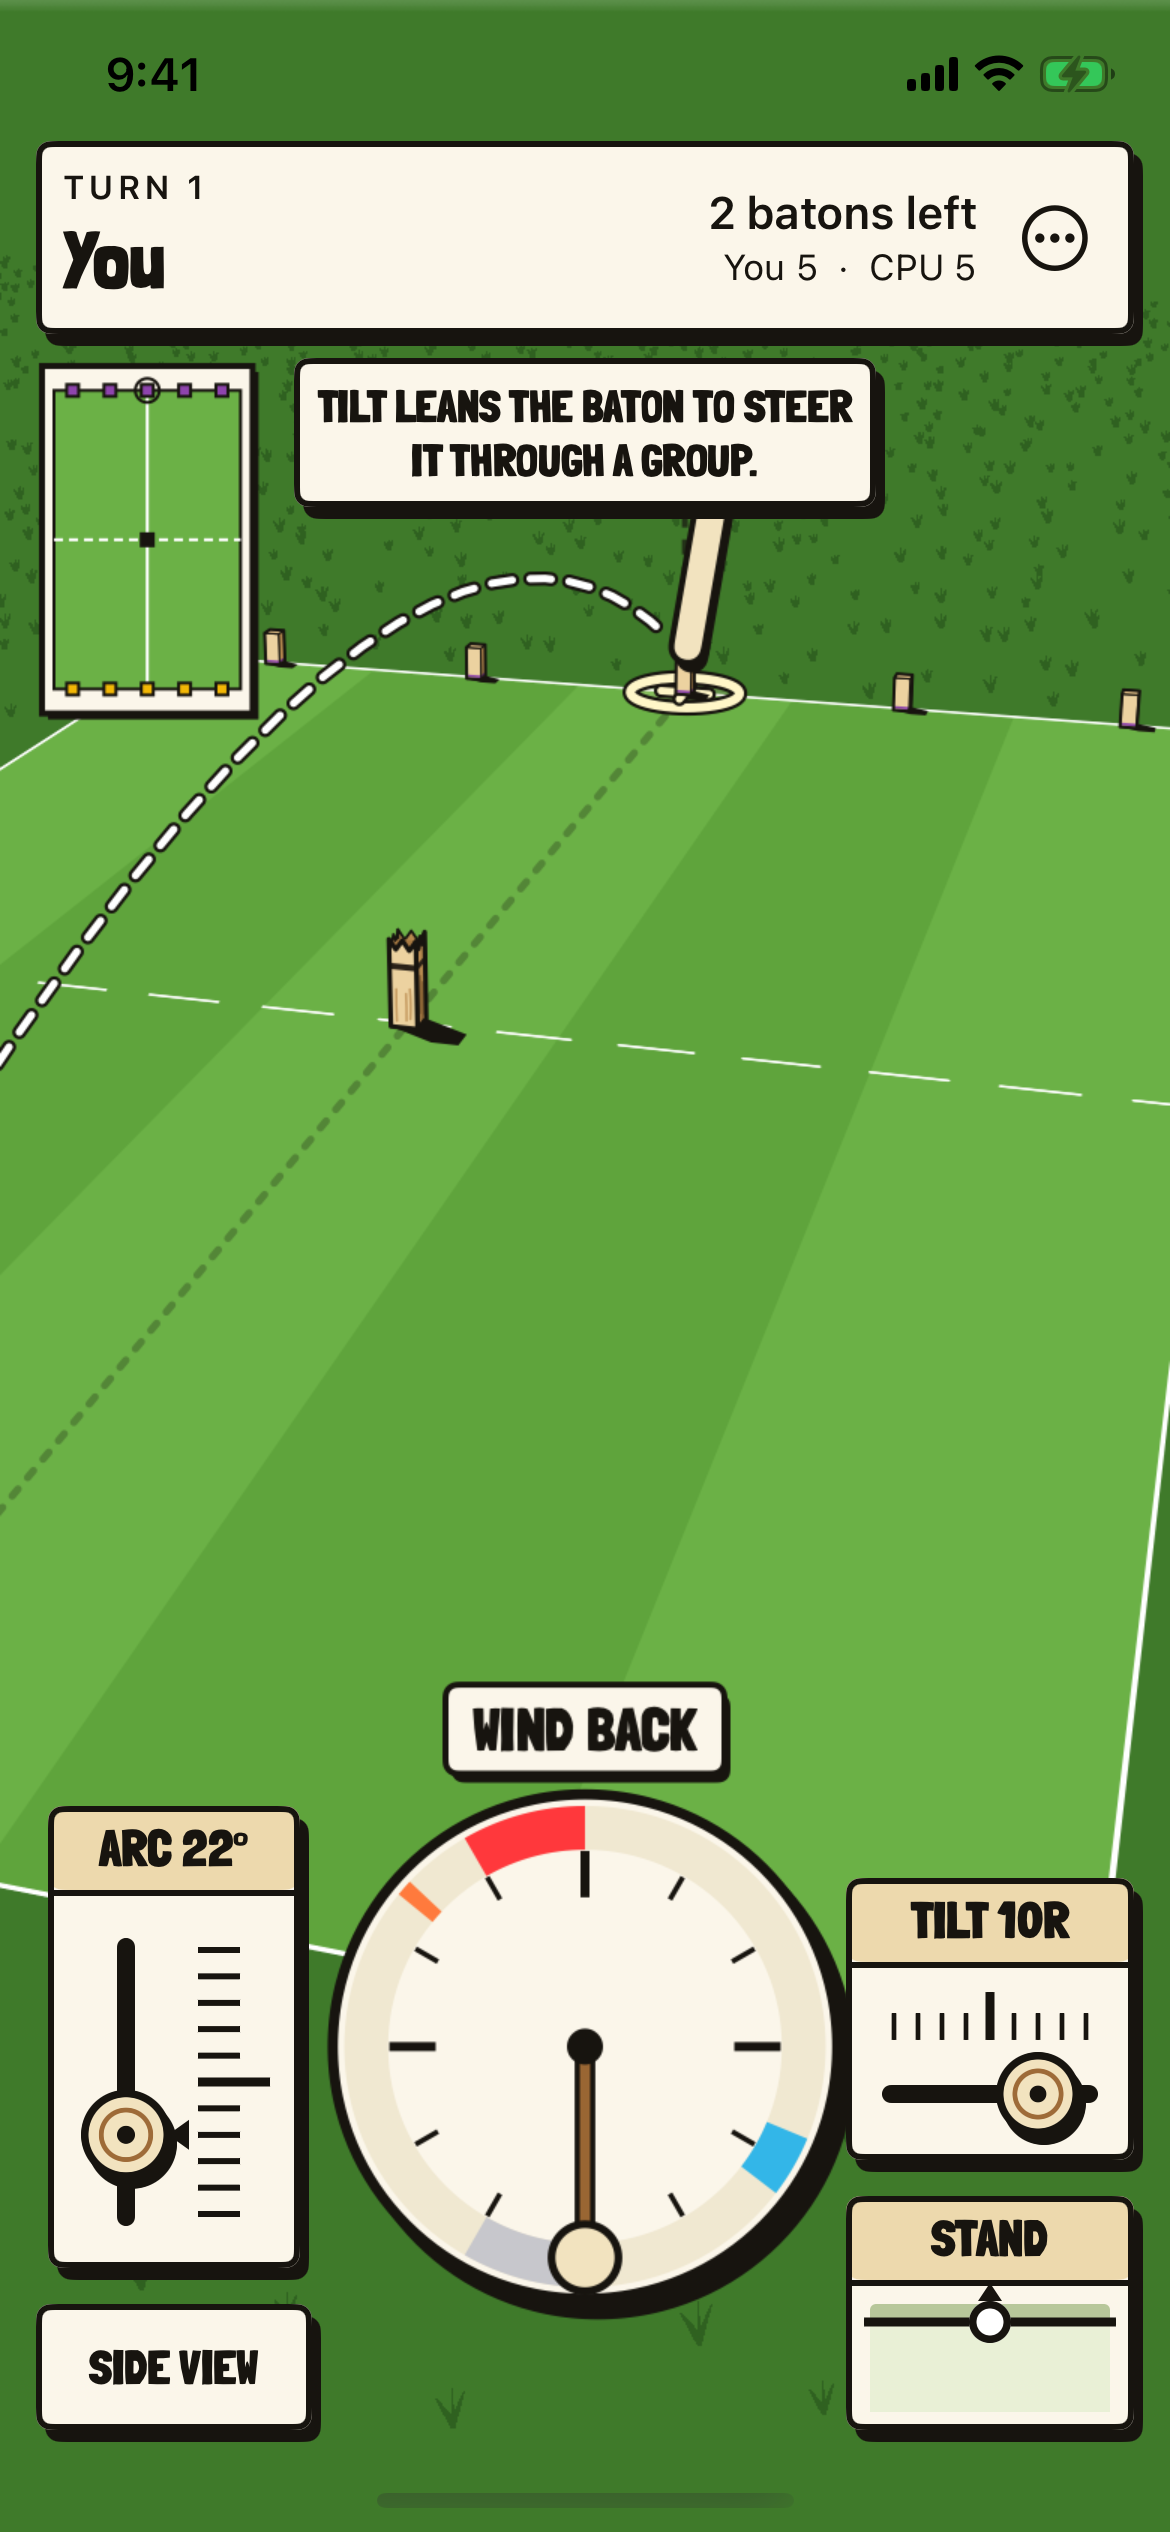 9:41
TURN 1
You
2 batons left
You 5 · CPU 5
TILT LEANS THE BATON TO STEER
IT THROUGH A GROUP.
WIND BACK
ARC 22°
TILT 10R
STAND
SIDE VIEW